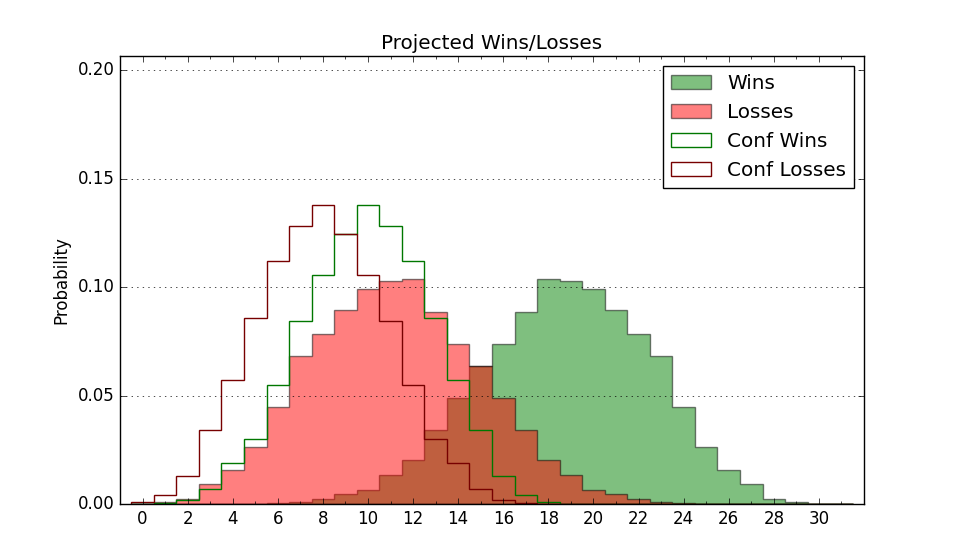 Projected Wins/Losses
0.20
0.15
0.10
0.05
0.00
Probability
Wins
Losses
Conf Wins
Conf Losses
0 2 4 6 8 10 12 14 16 18 20 22 24 26 28 30